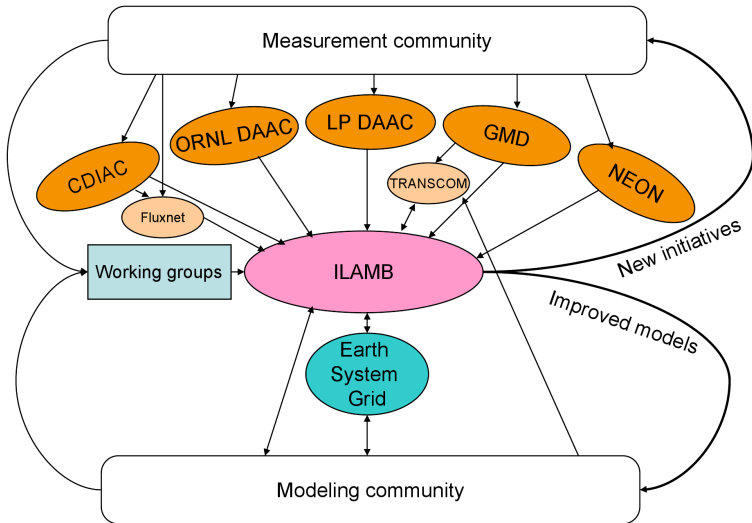 Measurement community
ORNL DAAC
LP DAAC
GMD
CDIAC
TRANSCOM
NEON
Fluxnet
Working groups
ILAMB
New initiatives
Improved models
Earth
System
Grid
Modeling community